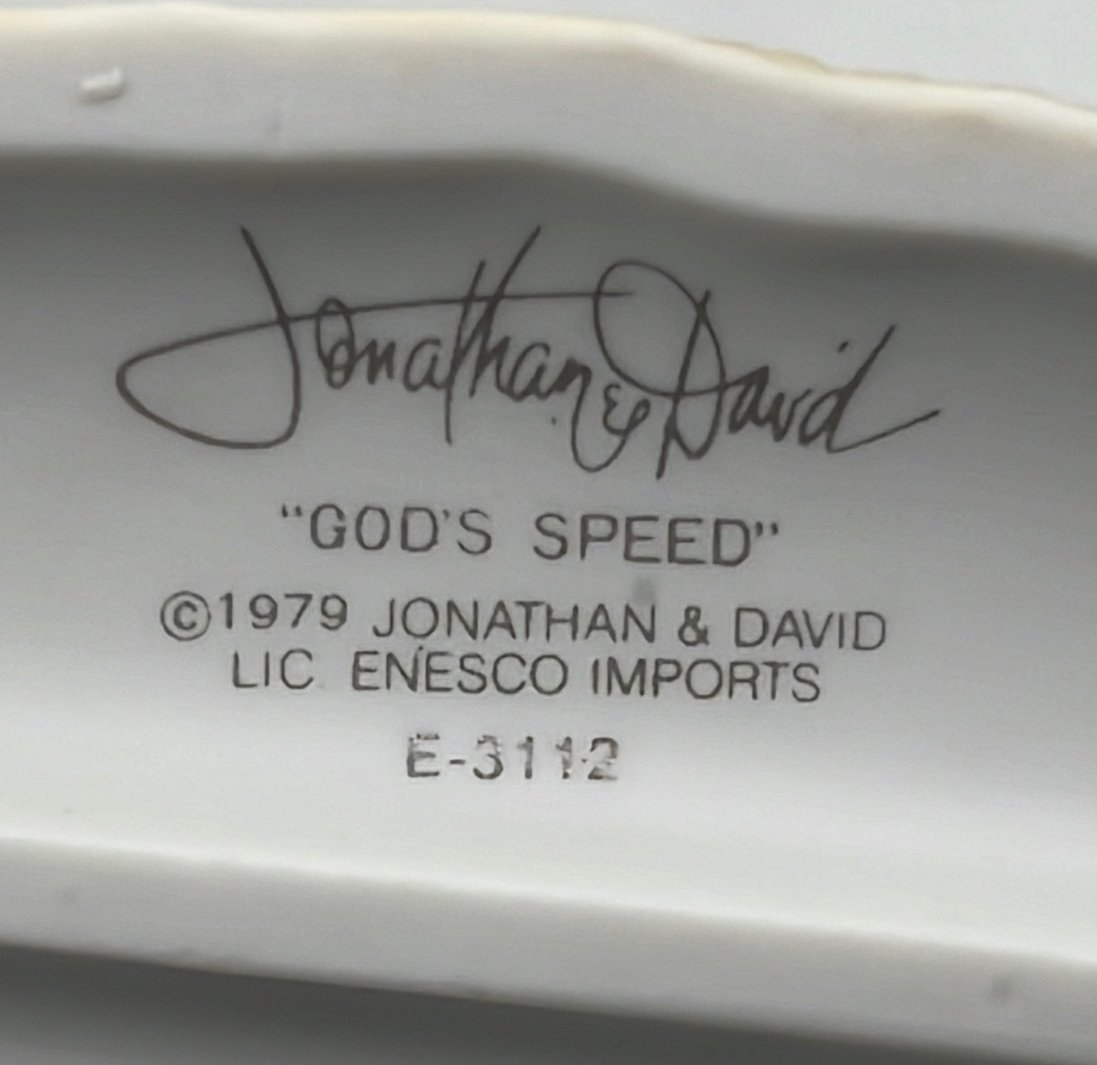 Jonathan & David
"GOD'S SPEED"
©1979 JONATHAN & DAVID
LIC. ENESCO IMPORTS
E-3112